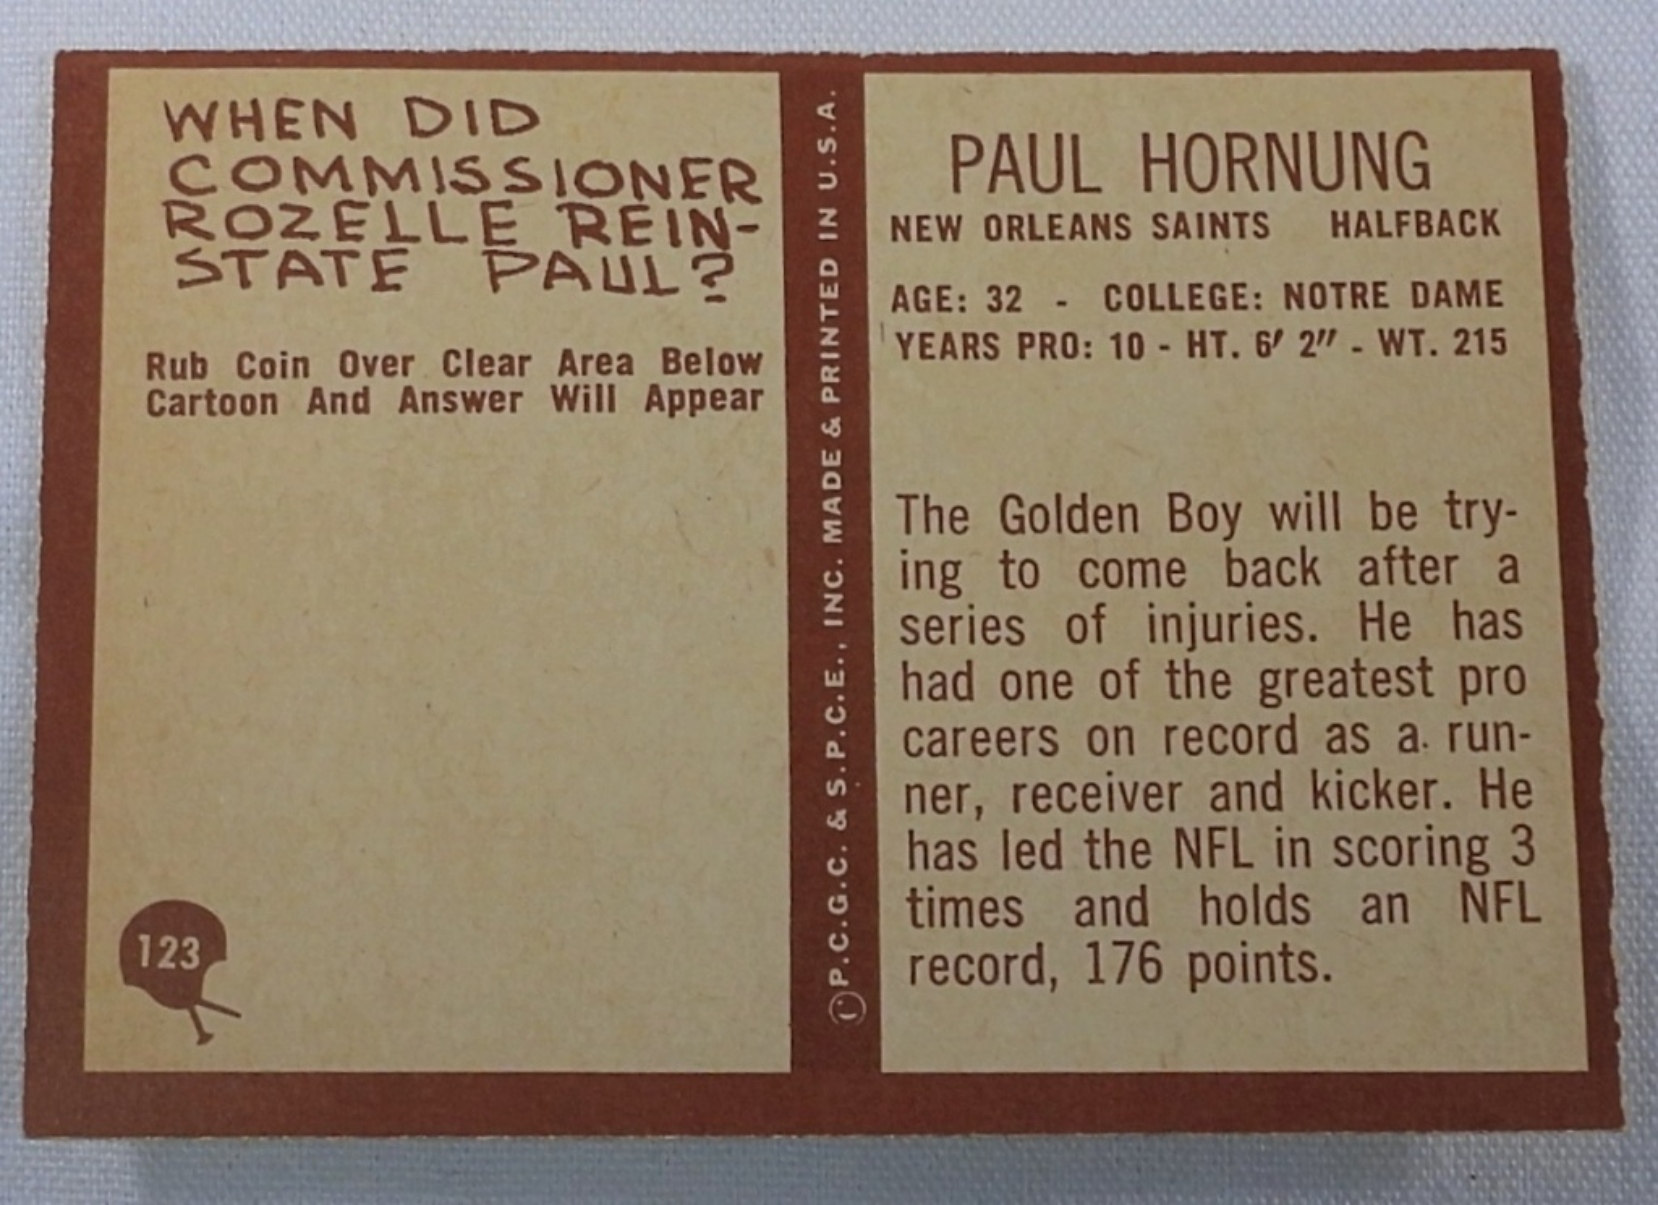 WHEN DID
COMMISSIONER
ROZELLE REIN-
STATE PAUL?
Rub Coin Over Clear Area Below
Cartoon And Answer Will Appear
123
©P.C.G.C. & S.P.C.E., INC. MADE & PRINTED IN U.S.A.
PAUL HORNUNG
NEW ORLEANS SAINTS HALFBACK
AGE: 32 - COLLEGE: NOTRE DAME
YEARS PRO: 10 - HT. 6′ 2″ - WT. 215
The Golden Boy will be try-
ing to come back after a
series of injuries. He has
had one of the greatest pro
careers on record as a run-
ner, receiver and kicker. He
has led the NFL in scoring 3
times and holds an NFL
record, 176 points.